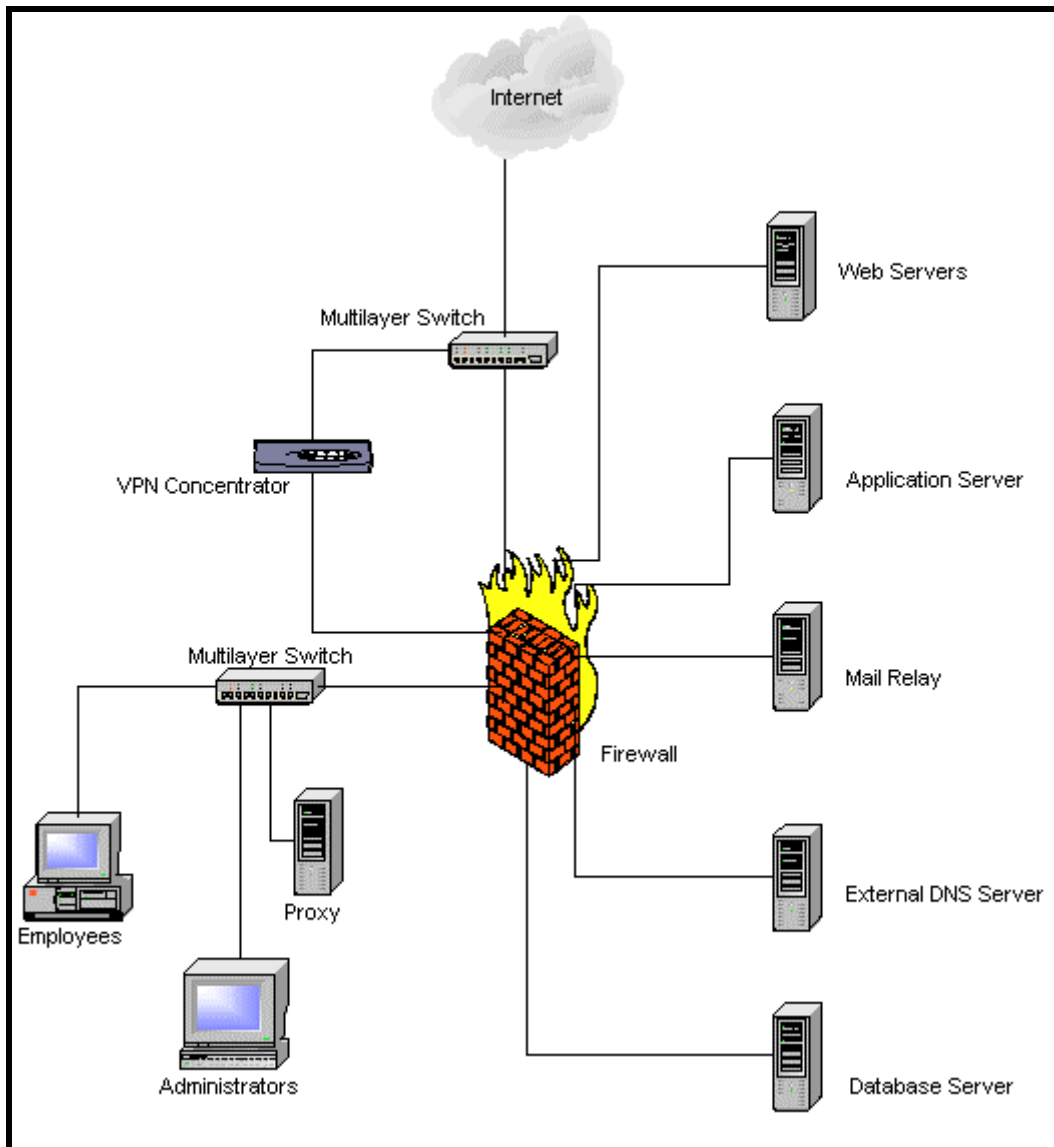 Internet
Web Servers
Multilayer Switch
Application Server
VPN Concentrator
Multilayer Switch
Mail Relay
Firewall
External DNS Server
Proxy
Employees
Administrators
Database Server